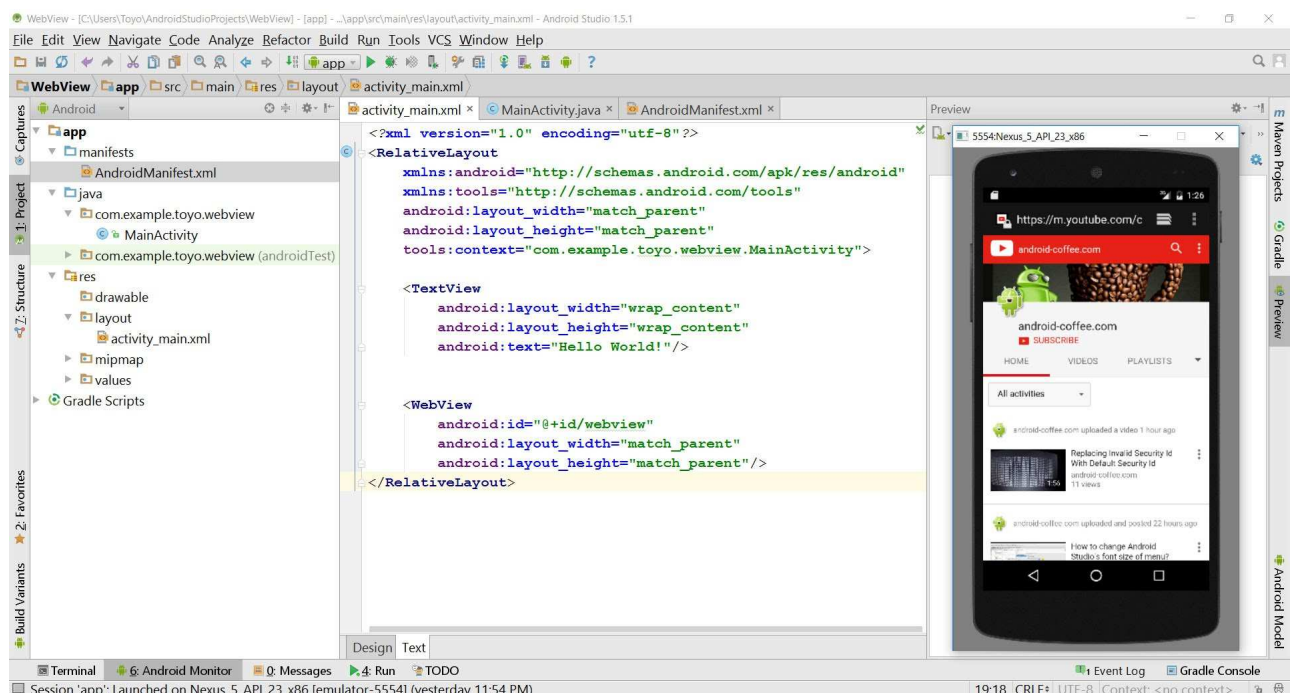 WebView - [C:\Users\Toyo\AndroidStudioProjects\WebView] - [app] - ...\app\src\main\res\layout\activity_main.xml - Android Studio 1.5.1
File Edit View Navigate Code Analyze Refactor Build Run Tools VCS Window Help
app
WebView app src main res layout activity_main.xml
Captures
1: Project
7: Structure
2: Favorites
Build Variants
Android
app
manifests
AndroidManifest.xml
java
com.example.toyo.webview
MainActivity
com.example.toyo.webview (androidTest)
res
drawable
layout
activity_main.xml
mipmap
values
Gradle Scripts
activity_main.xml × MainActivity.java × AndroidManifest.xml ×
<?xml version="1.0" encoding="utf-8"?>
<RelativeLayout
xmlns:android="http://schemas.android.com/apk/res/android"
xmlns:tools="http://schemas.android.com/tools"
android:layout_width="match_parent"
android:layout_height="match_parent"
tools:context="com.example.toyo.webview.MainActivity">
<TextView
android:layout_width="wrap_content"
android:layout_height="wrap_content"
android:text="Hello World!"/>
<WebView
android:id="@+id/webview"
android:layout_width="match_parent"
android:layout_height="match_parent"/>
</RelativeLayout>
Design Text
Preview
5554:Nexus_5_API_23_x86
1:26
https://m.youtube.com/c
android-coffee.com
android-coffee.com
SUBSCRIBE
HOME VIDEOS PLAYLISTS
All activities
android-coffee.com uploaded a video 1 hour ago
Replacing Invalid Security Id
With Default Security Id
android-coffee.com
11 views
1:56
android-coffee.com uploaded and posted 22 hours ago
How to change Android
Studio's font size of menu?
m Maven Projects
Gradle
Preview
Android Model
Terminal 6: Android Monitor 0: Messages 4: Run TODO 1 Event Log Gradle Console
Session 'app': Launched on Nexus_5_API_23_x86 [emulator-5554] (yesterday 11:54 PM) 19:18 CRLF UTF-8 Context: <no context>